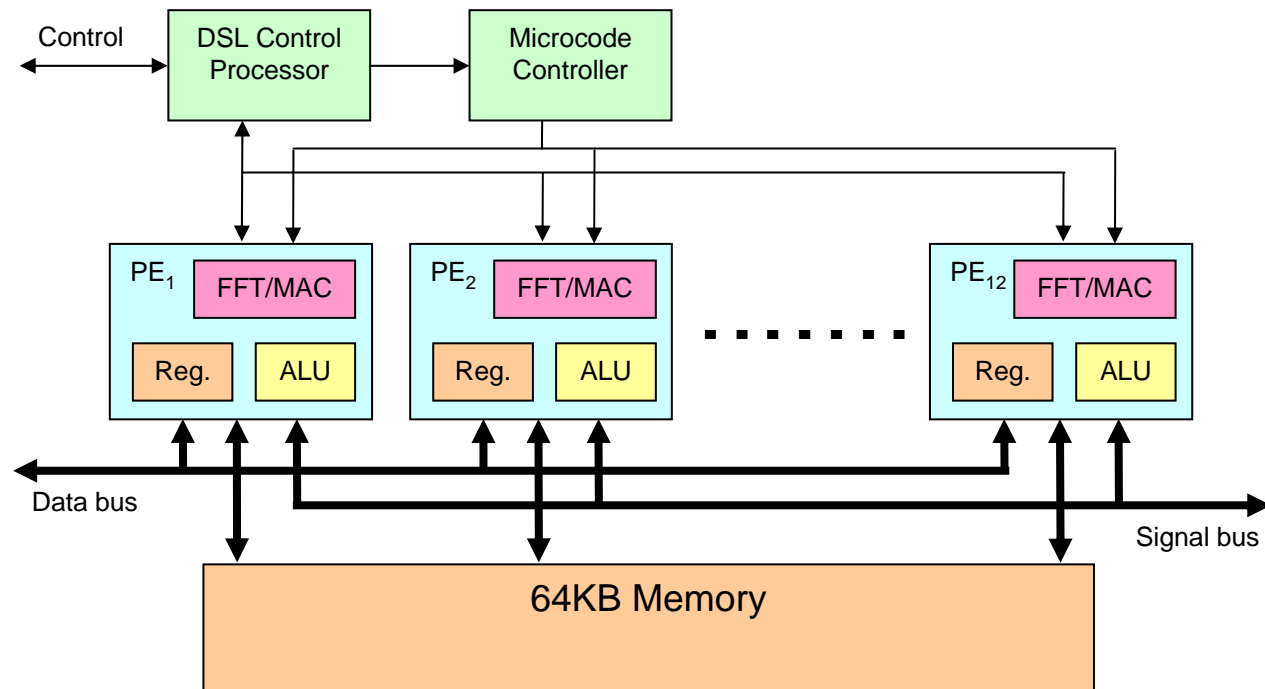 Control
DSL Control
Processor
Microcode
Controller
PE₁
FFT/MAC
Reg.
ALU
PE₂
FFT/MAC
Reg.
ALU
PE₁₂
FFT/MAC
Reg.
ALU
Data bus
Signal bus
64KB Memory